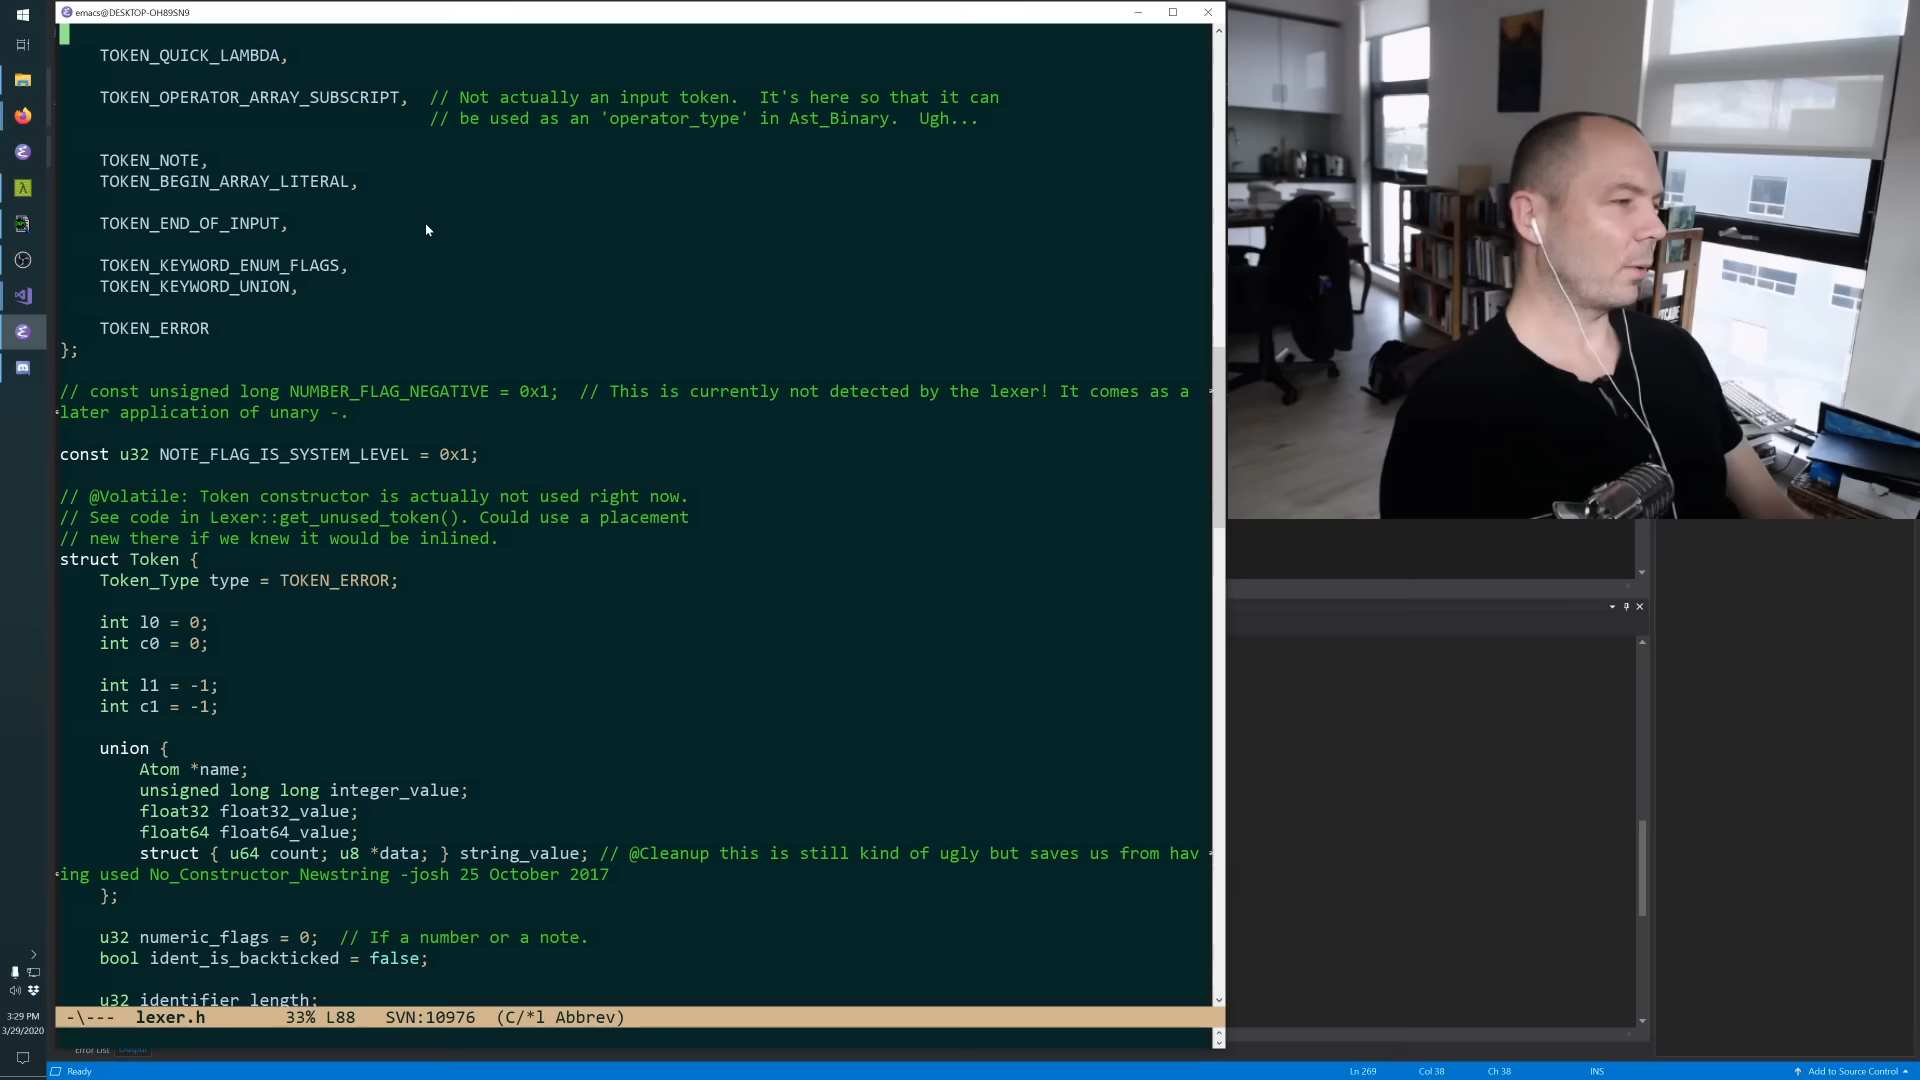 emacs@DESKTOP-OH89SN9
TOKEN_QUICK_LAMBDA,
TOKEN_OPERATOR_ARRAY_SUBSCRIPT,  // Not actually an input token.  It's here so that it can
// be used as an 'operator_type' in Ast_Binary.  Ugh...
TOKEN_NOTE,
TOKEN_BEGIN_ARRAY_LITERAL,
TOKEN_END_OF_INPUT,
TOKEN_KEYWORD_ENUM_FLAGS,
TOKEN_KEYWORD_UNION,
TOKEN_ERROR
};
// const unsigned long NUMBER_FLAG_NEGATIVE = 0x1;  // This is currently not detected by the lexer! It comes as a
later application of unary -.
const u32 NOTE_FLAG_IS_SYSTEM_LEVEL = 0x1;
// @Volatile: Token constructor is actually not used right now.
// See code in Lexer::get_unused_token(). Could use a placement
// new there if we knew it would be inlined.
struct Token {
Token_Type type = TOKEN_ERROR;
int l0 = 0;
int c0 = 0;
int l1 = -1;
int c1 = -1;
union {
Atom *name;
unsigned long long integer_value;
float32 float32_value;
float64 float64_value;
struct { u64 count; u8 *data; } string_value; // @Cleanup this is still kind of ugly but saves us from hav
ing used No_Constructor_Newstring -josh 25 October 2017
};
u32 numeric_flags = 0;  // If a number or a note.
bool ident_is_backticked = false;
u32 identifier_length;
-\---  lexer.h        33% L88   SVN:10976  (C/*l Abbrev)
3:29 PM
3/29/2020
Error List  Output
Ready
Ln 269
Col 38
Ch 38
INS
Add to Source Control